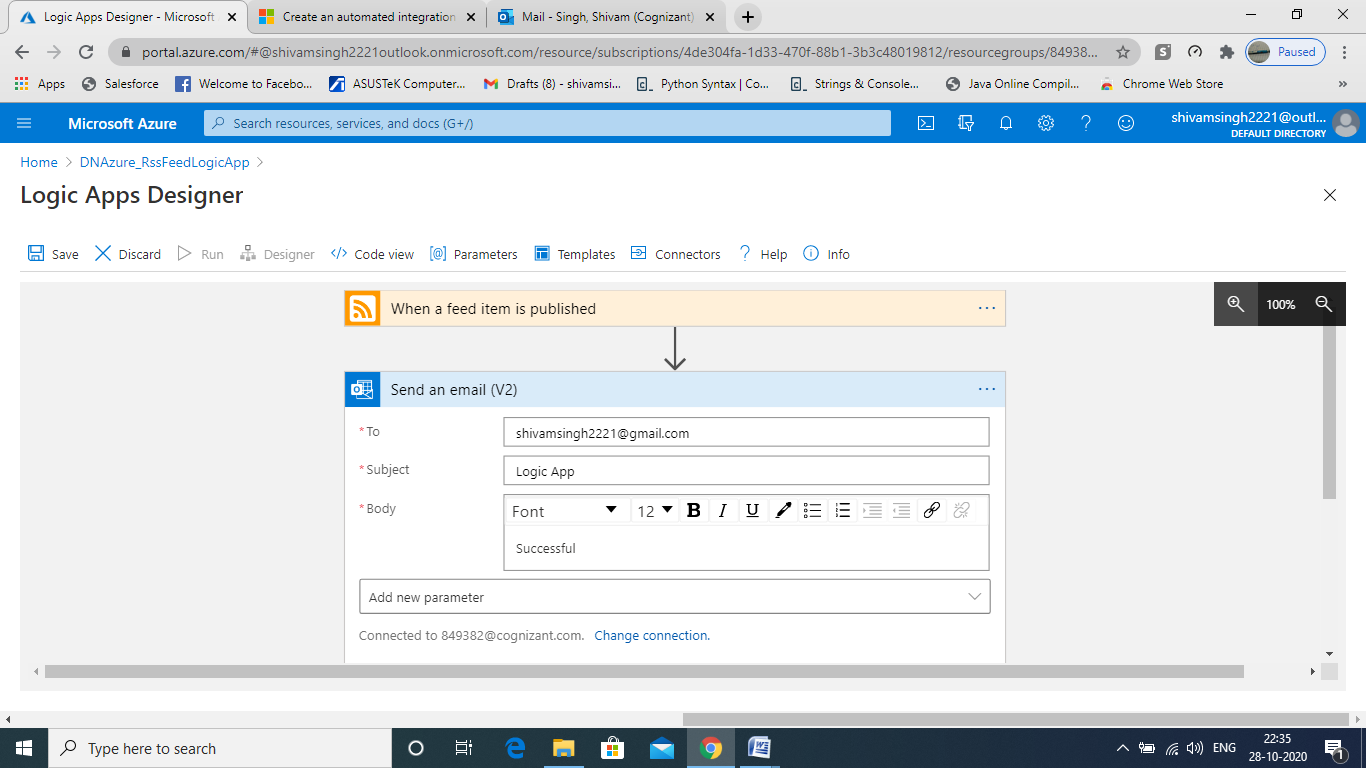 Logic Apps Designer - Microsoft
Create an automated integration
Mail - Singh, Shivam (Cognizant)
portal.azure.com/#@shivamsingh2221outlook.onmicrosoft.com/resource/subscriptions/4de304fa-1d33-470f-88b1-3b3c48019812/resourcegroups/84938...
Paused
Apps Salesforce Welcome to Facebo... ASUSTeK Computer... Drafts (8) - shivamsi... Python Syntax | Co... Strings & Console... Java Online Compil... Chrome Web Store
Microsoft Azure
Search resources, services, and docs (G+/)
shivamsingh2221@outl...
DEFAULT DIRECTORY
Home > DNAzure_RssFeedLogicApp >
Logic Apps Designer
Save Discard Run Designer Code view Parameters Templates Connectors Help Info
When a feed item is published
100%
Send an email (V2)
* To shivamsingh2221@gmail.com
* Subject Logic App
* Body Font 12 B I U
Successful
Add new parameter
Connected to 849382@cognizant.com. Change connection.
Type here to search
ENG
22:35
28-10-2020
1